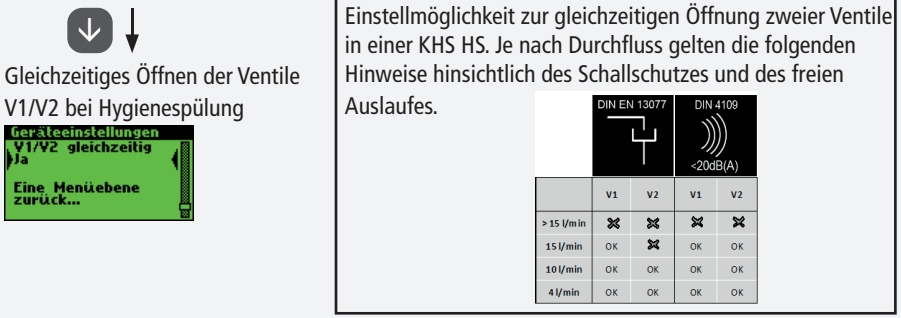 Gleichzeitiges Öffnen der Ventile
V1/V2 bei Hygienespülung
Geräteeinstellungen
V1/V2 gleichzeitig
Ja
Eine Menüebene
zurück...
Einstellmöglichkeit zur gleichzeitigen Öffnung zweier Ventile
in einer KHS HS. Je nach Durchfluss gelten die folgenden
Hinweise hinsichtlich des Schallschutzes und des freien
Auslaufes.
DIN EN 13077 DIN 4109
<20dB(A)
V1 V2 V1 V2
> 15 l/min
15 l/min OK OK OK
10 l/min OK OK OK OK
4 l/min OK OK OK OK